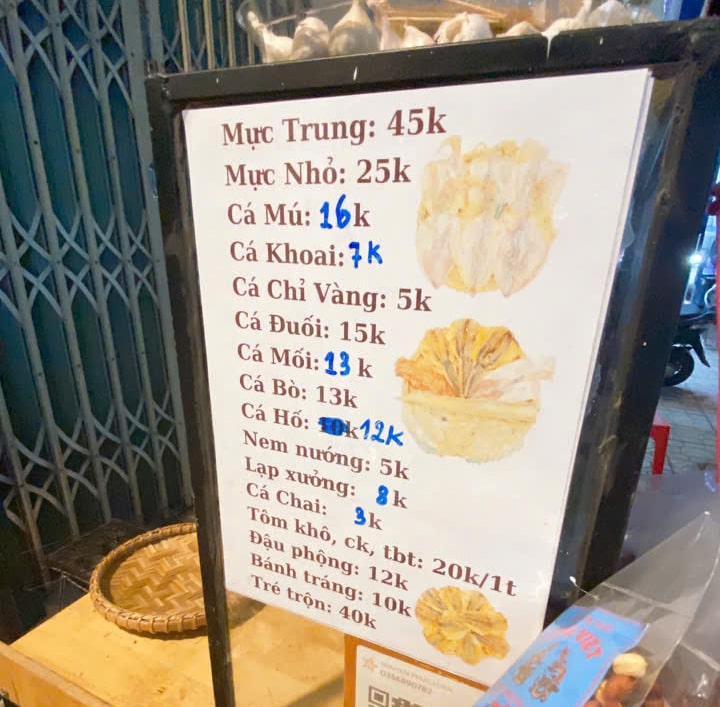 Mực Trung: 45k
Mực Nhỏ: 25k
Cá Mú: 16k
Cá Khoai: 7K
Cá Chỉ Vàng: 5k
Cá Đuối: 15k
Cá Mối: 13 k
Cá Bò: 13k
Cá Hố: 10k 12K
Nem nướng: 5k
Lạp xưởng: 8k
Cá Chai: 3k
Tôm khô, ck, tbt: 20k/1t
Đậu phộng: 12k
Bánh tráng: 10k
Tré trộn: 40k
VIỆT